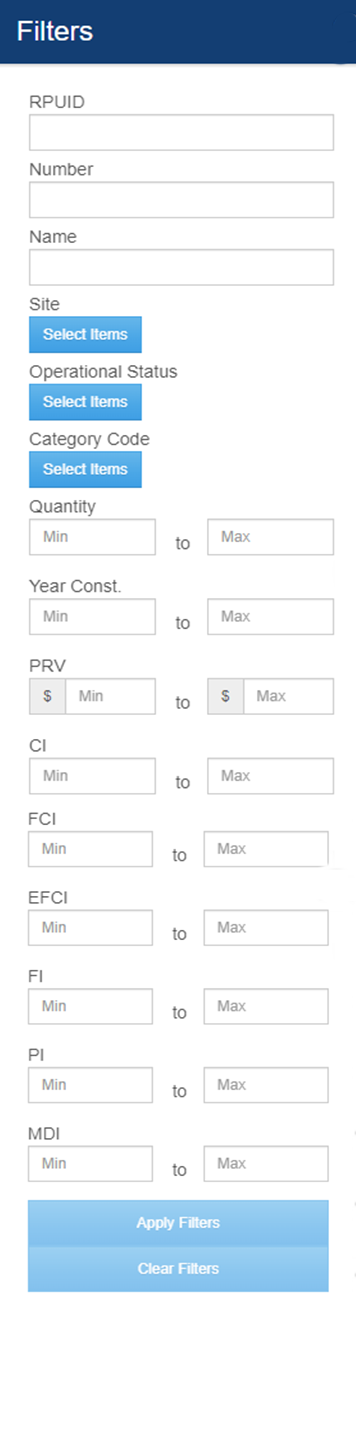 Filters
RPUID
Number
Name
Site
Select Items
Operational Status
Select Items
Category Code
Select Items
Quantity
Min to Max
Year Const.
Min to Max
PRV
$ Min to $ Max
CI
Min to Max
FCI
Min to Max
EFCI
Min to Max
FI
Min to Max
PI
Min to Max
MDI
Min to Max
Apply Filters
Clear Filters